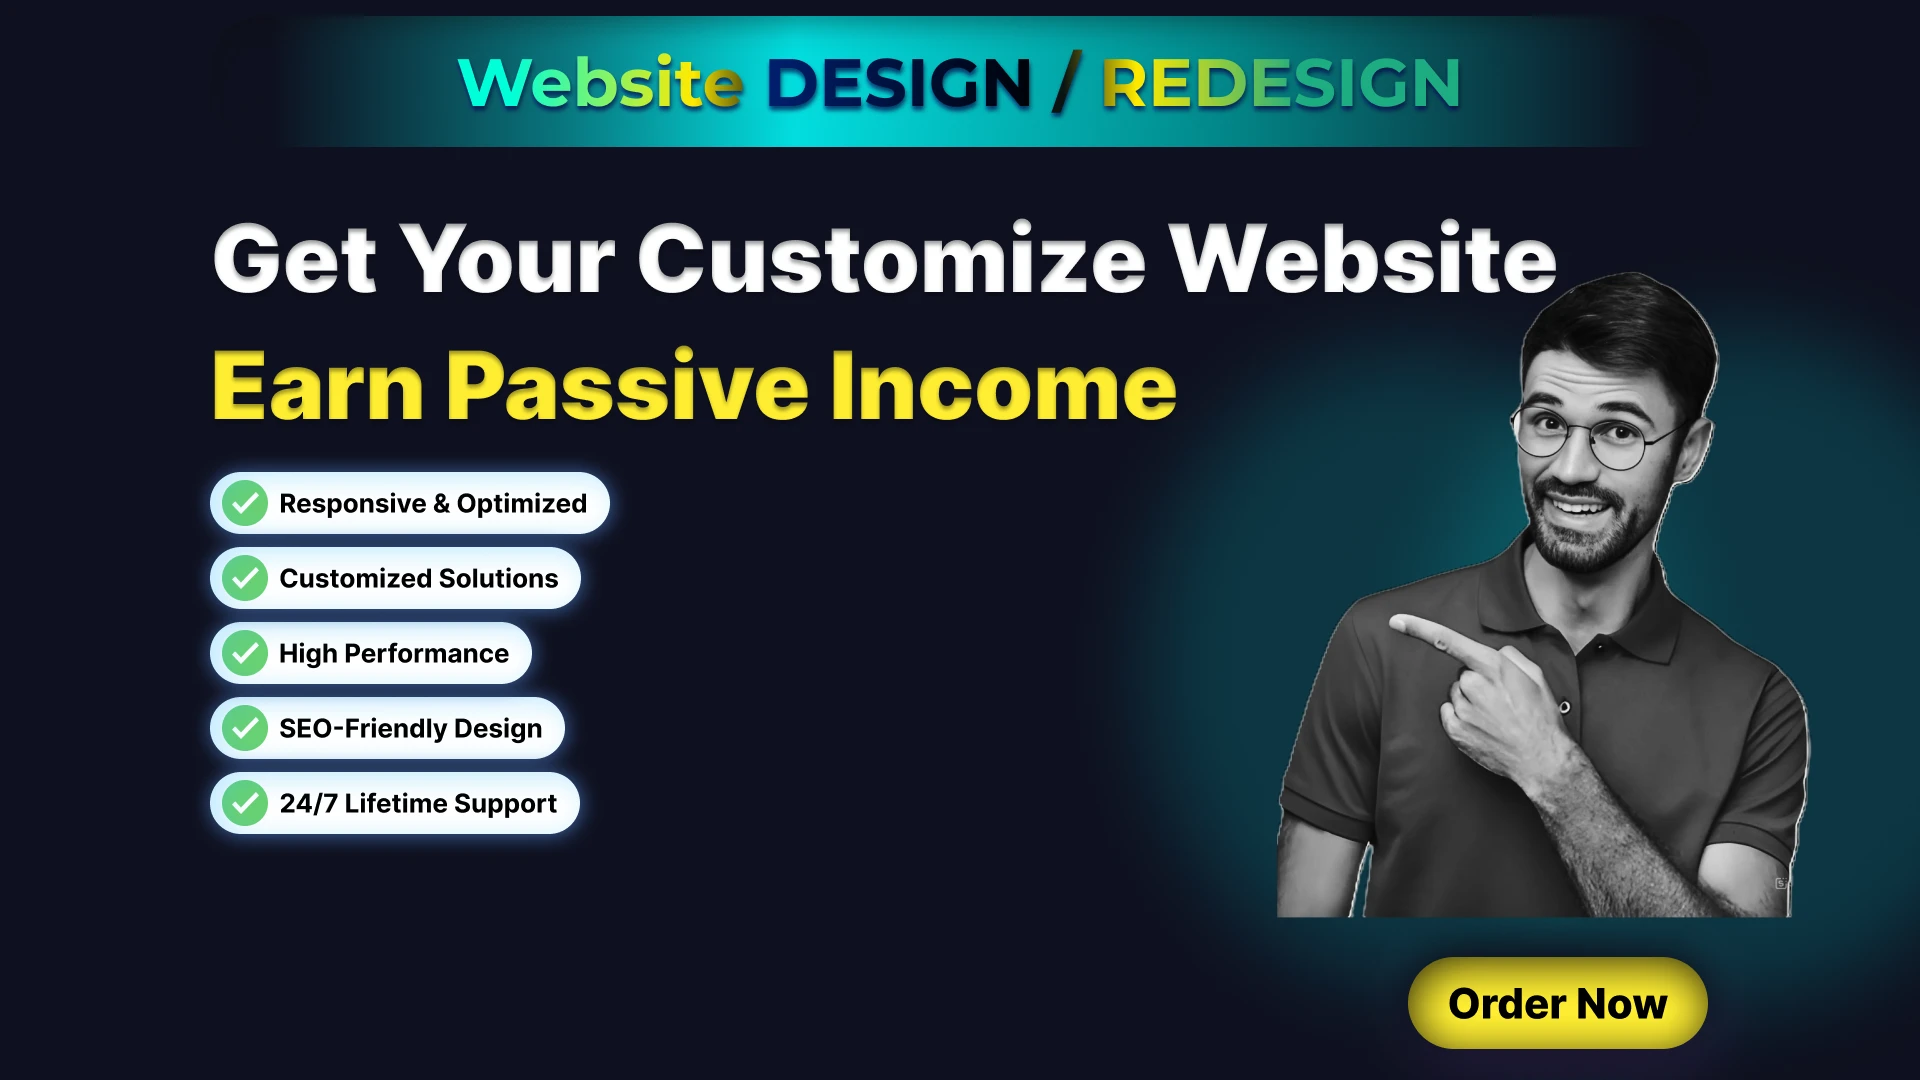 Website DESIGN / REDESIGN
Get Your Customize Website
Earn Passive Income
Responsive & Optimized
Customized Solutions
High Performance
SEO-Friendly Design
24/7 Lifetime Support
Order Now